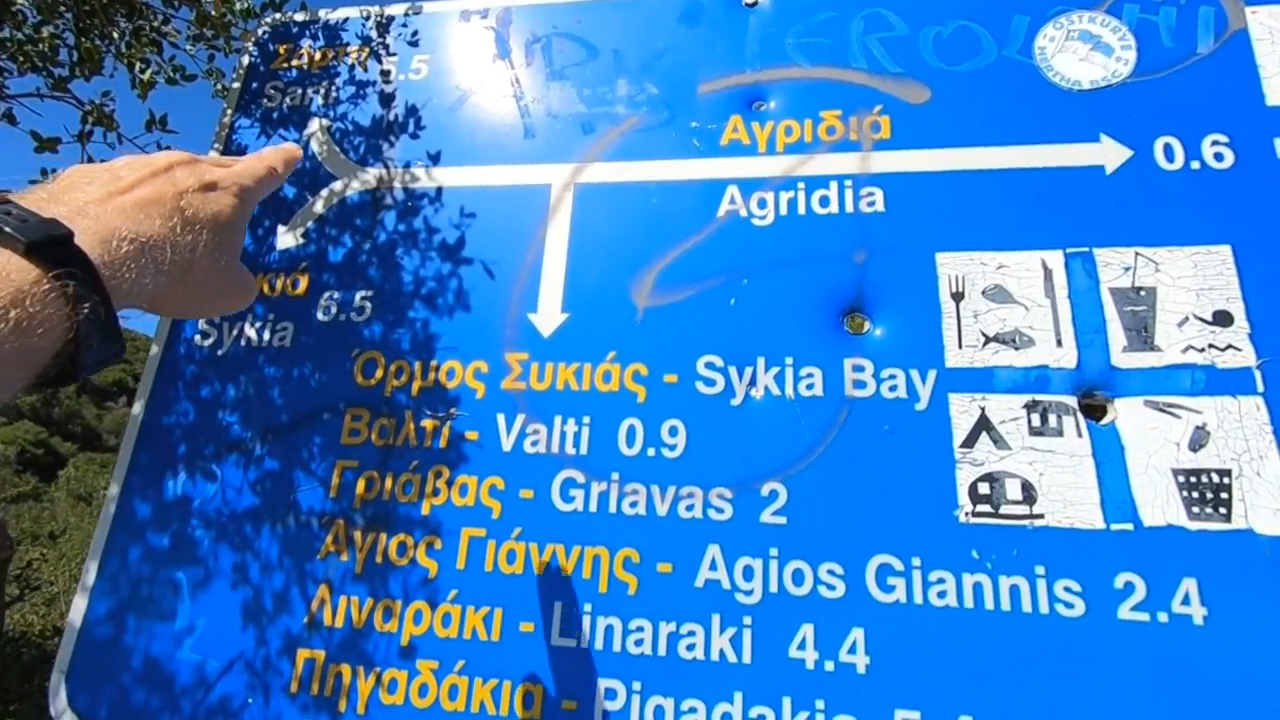 Σάρτη
Sarti 5.5
OSTKURVE
HERTHA BSC
Αγριδιά
Agridia
0.6
6.5
Sykia
Όρμος Συκιάς - Sykia Bay
Βαλτί - Valti 0.9
Γριάβας - Griavas 2
Άγιος Γιάννης - Agios Giannis 2.4
Λιναράκι - Linaraki 4.4
Πηγαδάκια - Pigadakia